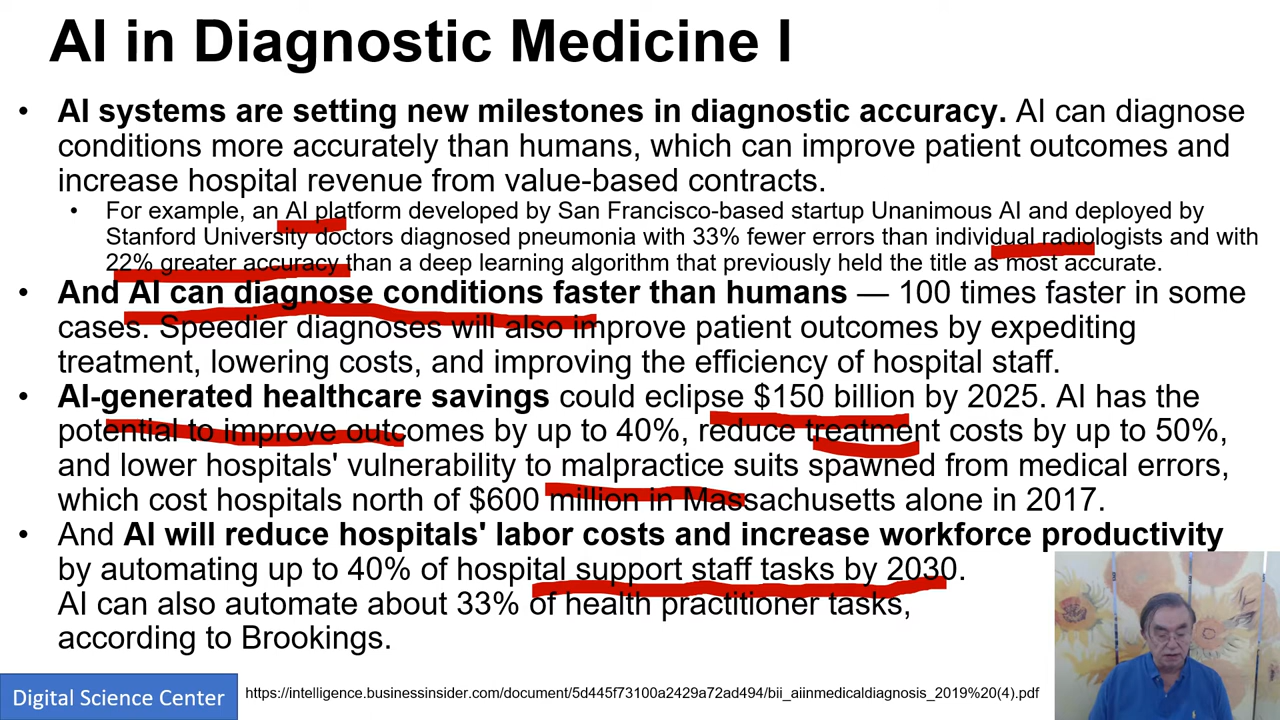 AI in Diagnostic Medicine I
• AI systems are setting new milestones in diagnostic accuracy. AI can diagnose
conditions more accurately than humans, which can improve patient outcomes and
increase hospital revenue from value-based contracts.
• For example, an AI platform developed by San Francisco-based startup Unanimous AI and deployed by
Stanford University doctors diagnosed pneumonia with 33% fewer errors than individual radiologists and with
22% greater accuracy than a deep learning algorithm that previously held the title as most accurate.
• And AI can diagnose conditions faster than humans — 100 times faster in some
cases. Speedier diagnoses will also improve patient outcomes by expediting
treatment, lowering costs, and improving the efficiency of hospital staff.
• AI-generated healthcare savings could eclipse $150 billion by 2025. AI has the
potential to improve outcomes by up to 40%, reduce treatment costs by up to 50%,
and lower hospitals' vulnerability to malpractice suits spawned from medical errors,
which cost hospitals north of $600 million in Massachusetts alone in 2017.
• And AI will reduce hospitals' labor costs and increase workforce productivity
by automating up to 40% of hospital support staff tasks by 2030.
AI can also automate about 33% of health practitioner tasks,
according to Brookings.
Digital Science Center
https://intelligence.businessinsider.com/document/5d445f73100a2429a72ad494/bii_aiinmedicaldiagnosis_2019%20(4).pdf